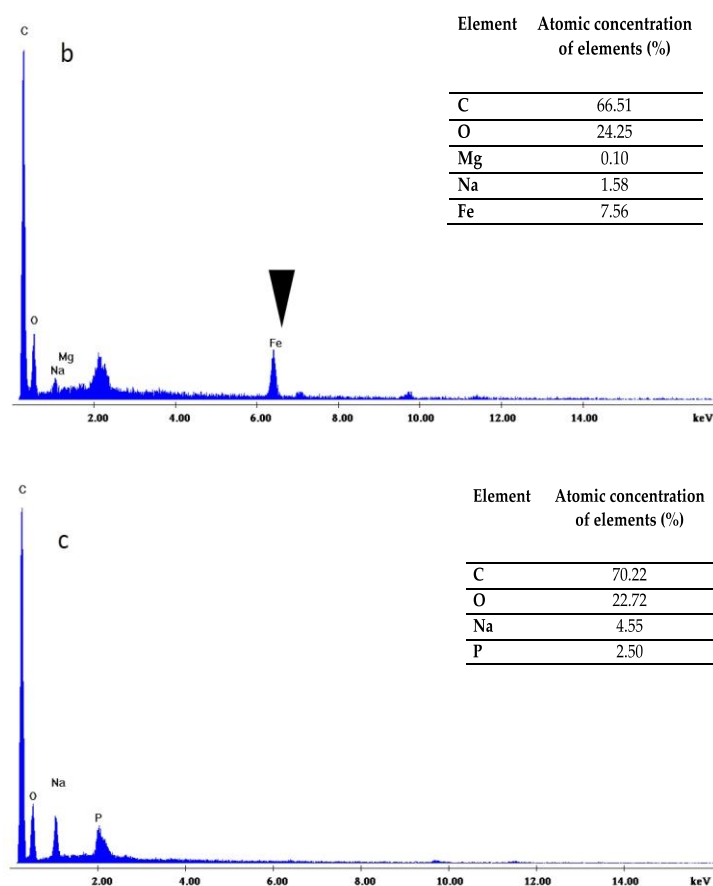 C
b
Element Atomic concentration
of elements (%)
C 66.51
O 24.25
Mg 0.10
Na 1.58
Fe 7.56
O
Mg
Na
Fe
2.00 4.00 6.00 8.00 10.00 12.00 14.00 keV
C
c
Element Atomic concentration
of elements (%)
C 70.22
O 22.72
Na 4.55
P 2.50
Na
O
P
2.00 4.00 6.00 8.00 10.00 12.00 14.00 keV